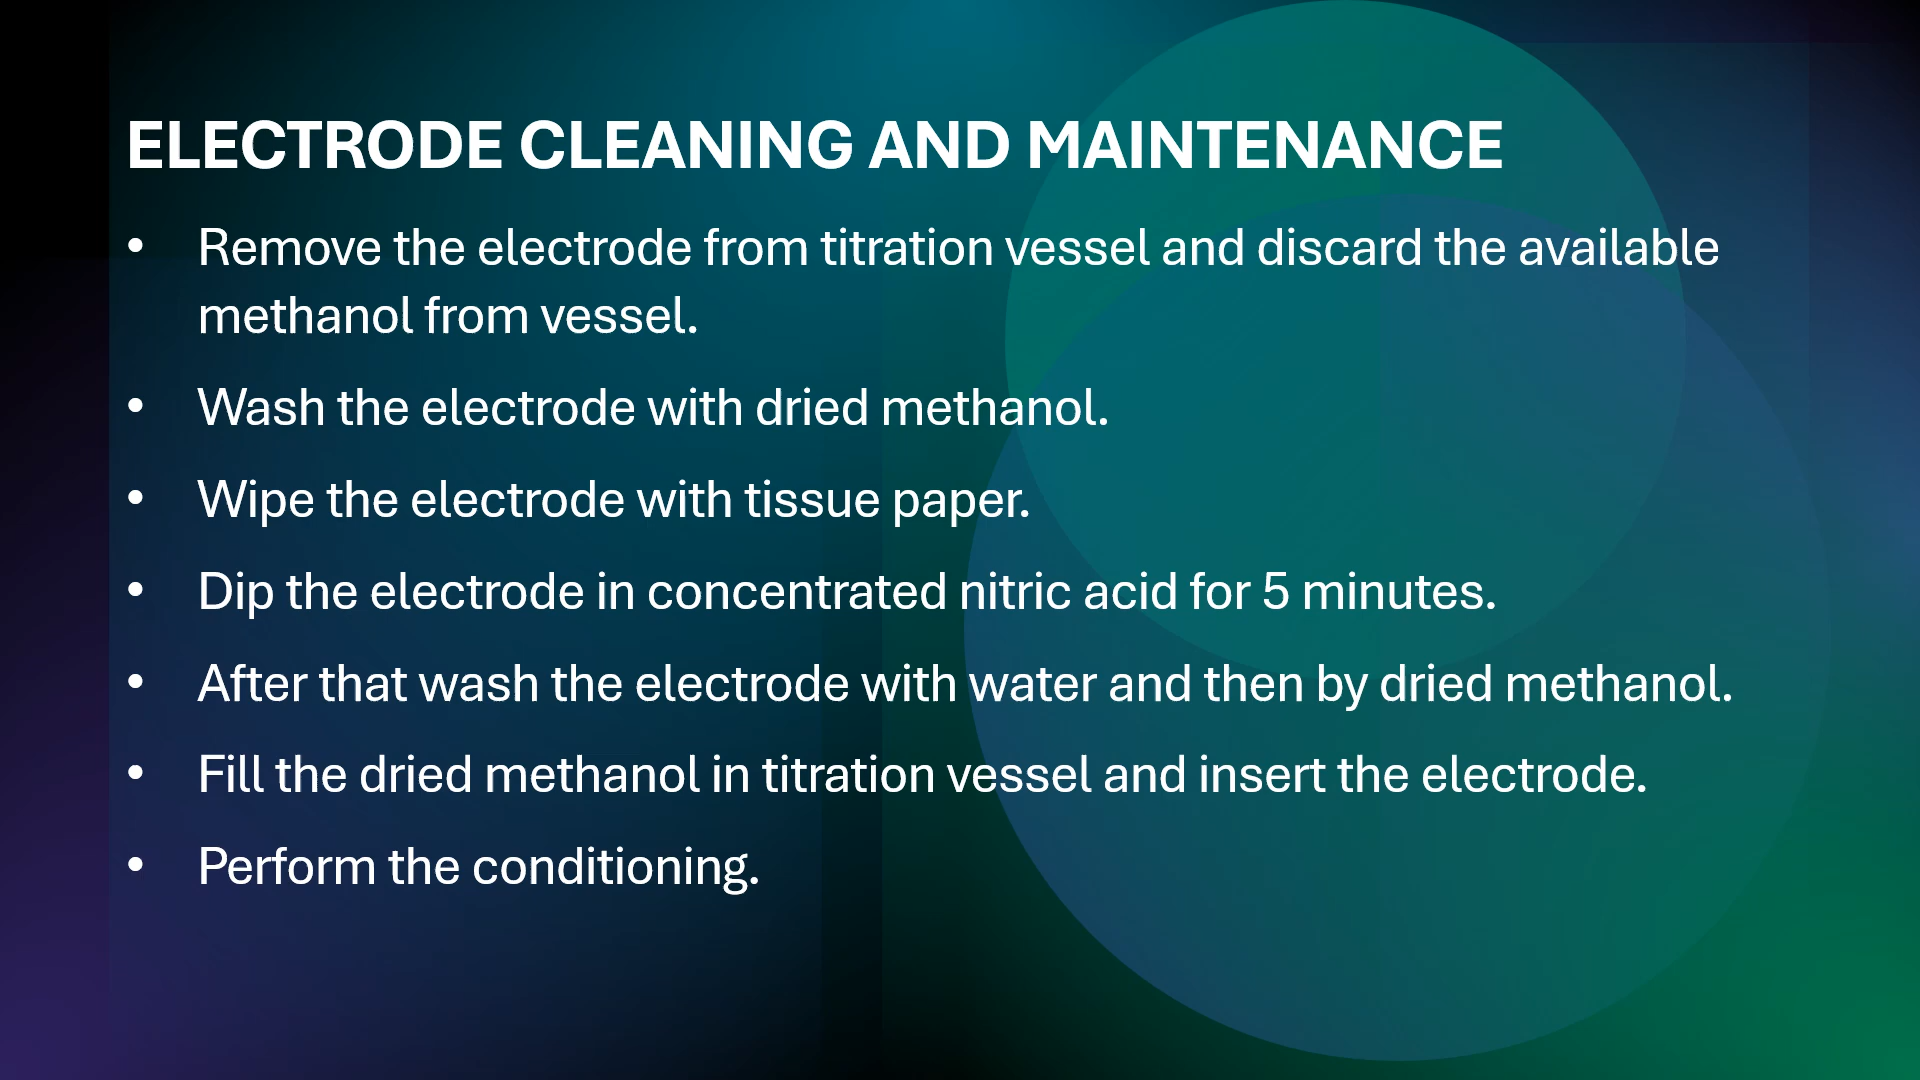 ELECTRODE CLEANING AND MAINTENANCE
• Remove the electrode from titration vessel and discard the available
methanol from vessel.
• Wash the electrode with dried methanol.
• Wipe the electrode with tissue paper.
• Dip the electrode in concentrated nitric acid for 5 minutes.
• After that wash the electrode with water and then by dried methanol.
• Fill the dried methanol in titration vessel and insert the electrode.
• Perform the conditioning.